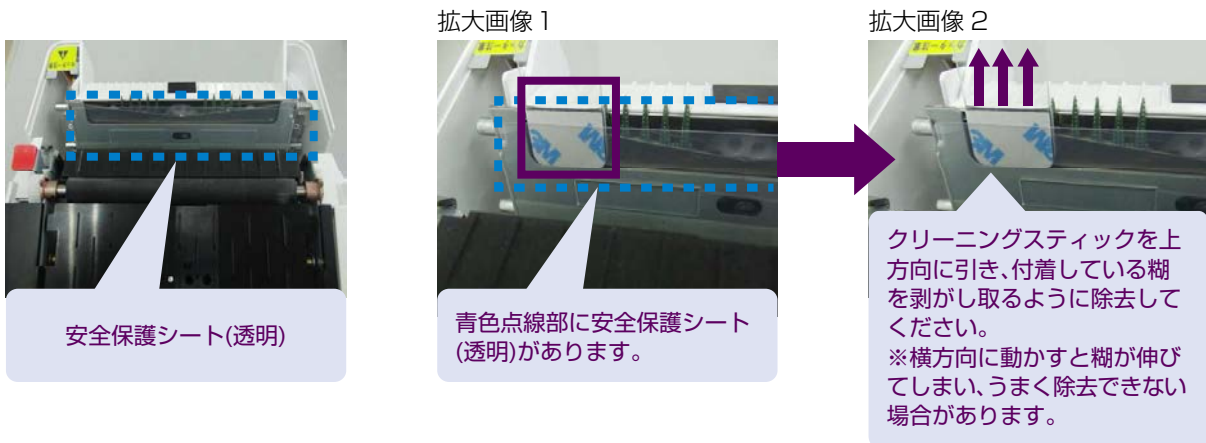 拡大画像1
拡大画像2
安全保護シート(透明)
青色点線部に安全保護シート
(透明)があります。
クリーニングスティックを上
方向に引き、付着している糊
を剥がし取るように除去して
ください。
※横方向に動かすと糊が伸び
てしまい、うまく除去できない
場合があります。